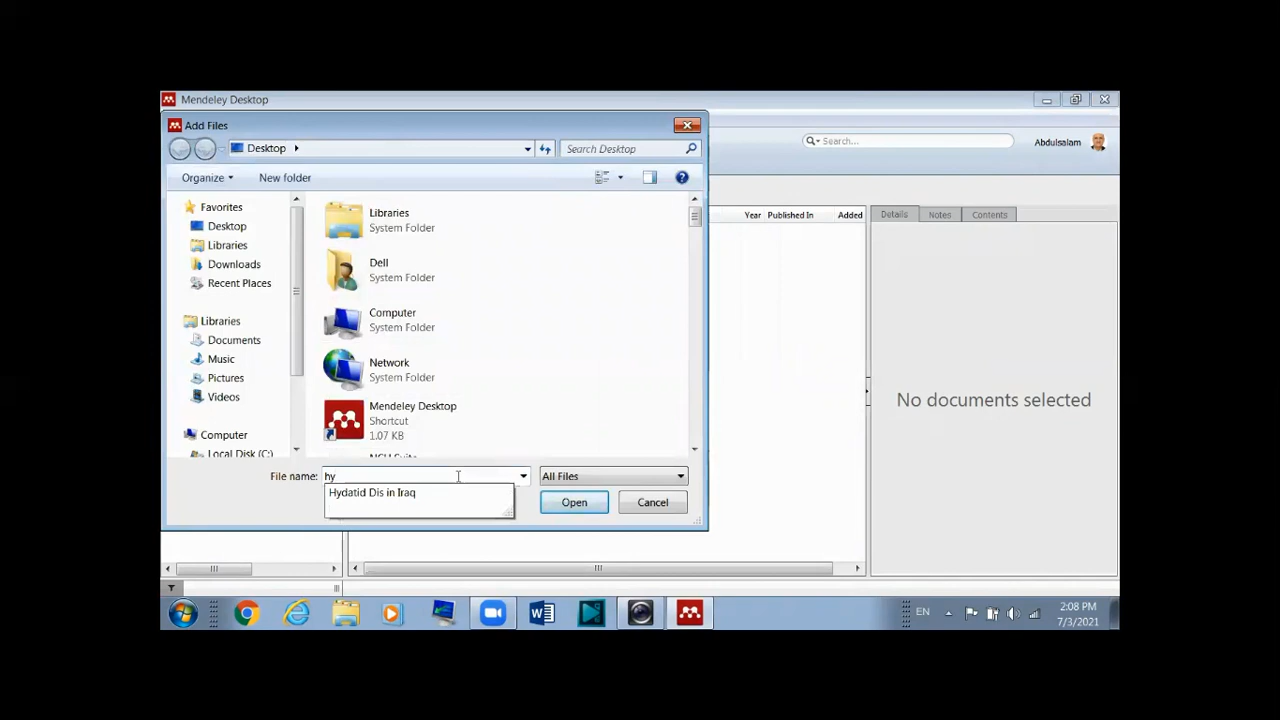 Mendeley Desktop
Add Files
Desktop
Search Desktop
Search...
Abdulsalam
Organize
New folder
Favorites
Desktop
Libraries
Downloads
Recent Places
Libraries
Documents
Music
Pictures
Videos
Computer
Local Disk (C:)
Libraries
System Folder
Dell
System Folder
Computer
System Folder
Network
System Folder
Mendeley Desktop
Shortcut
1.07 KB
NCH Suite
Year Published In Added
Details Notes Contents
No documents selected
File name: hy
All Files
Hydatid Dis in Iraq
Open Cancel
EN
2:08 PM
7/3/2021